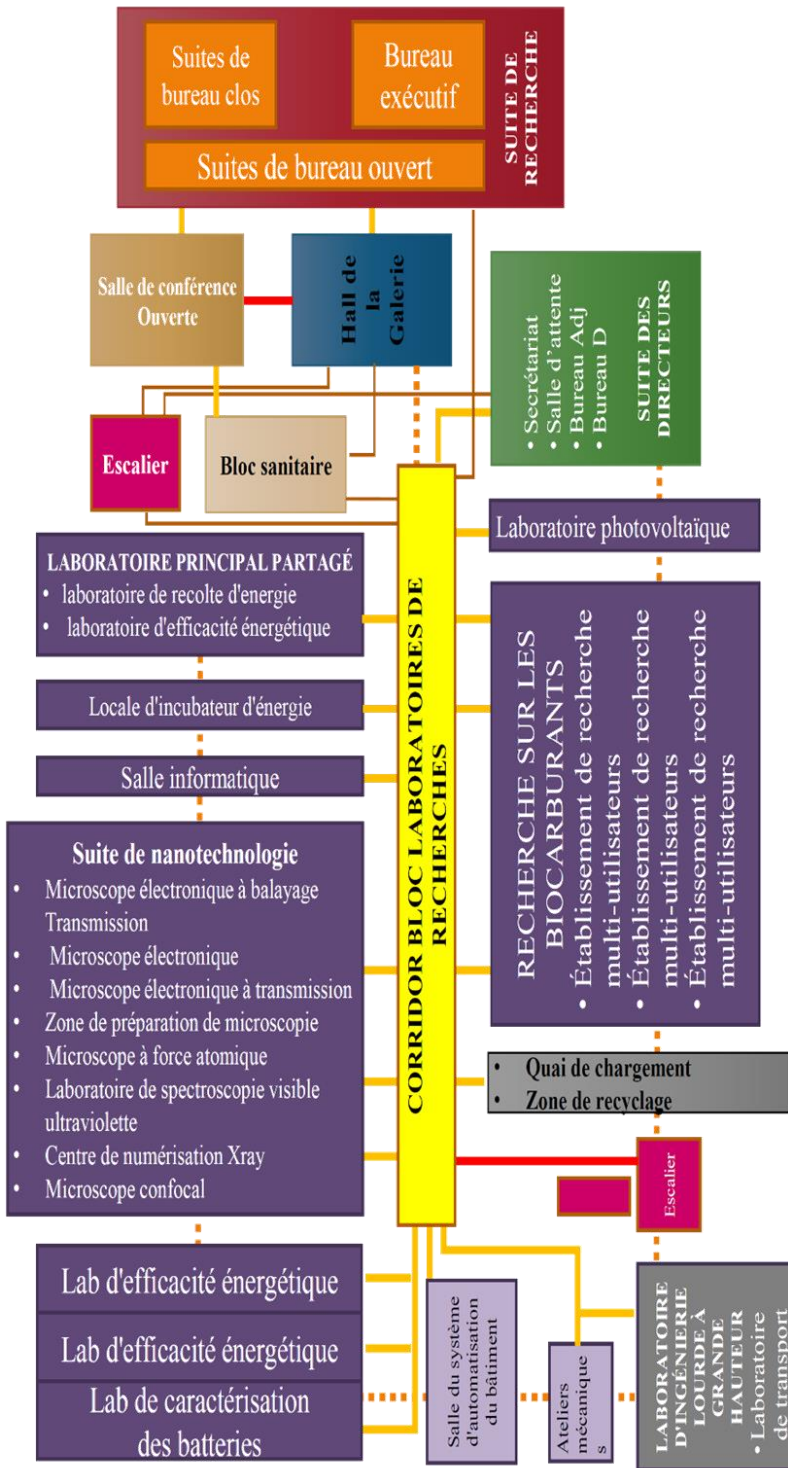 Suites de
bureau clos
Bureau
exécutif
Suites de bureau ouvert
SUITE DE
RECHERCHE
Salle de conférence
Ouverte
Hall de
la
Galerie
• Secrétariat
• Salle d'attente
• Bureau Adj
• Bureau D
SUITE DES
DIRECTEURS
Escalier
Bloc sanitaire
LABORATOIRE PRINCIPAL PARTAGÉ
• laboratoire de recolte d'energie
• laboratoire d'efficacité énergétique
Laboratoire photovoltaïque
Locale d'incubateur d'énergie
Salle informatique
CORRIDOR BLOC LABORATOIRES DE
RECHERCHES
RECHERCHE SUR LES
BIOCARBURANTS
• Établissement de recherche
multi-utilisateurs
• Établissement de recherche
multi-utilisateurs
• Établissement de recherche
multi-utilisateurs
Suite de nanotechnologie
• Microscope électronique à balayage
Transmission
• Microscope électronique
• Microscope électronique à transmission
• Zone de préparation de microscopie
• Microscope à force atomique
• Laboratoire de spectroscopie visible
ultraviolette
• Centre de numérisation Xray
• Microscope confocal
• Quai de chargement
• Zone de recyclage
Escalier
Lab d'efficacité énergétique
Lab d'efficacité énergétique
Lab de caractérisation
des batteries
Salle du système
d'automatisation
du bâtiment
Ateliers
mécanique
s
LABORATOIRE
D'INGÉNIERIE
LOURDE À
GRANDE
HAUTEUR
• Laboratoire
de transport